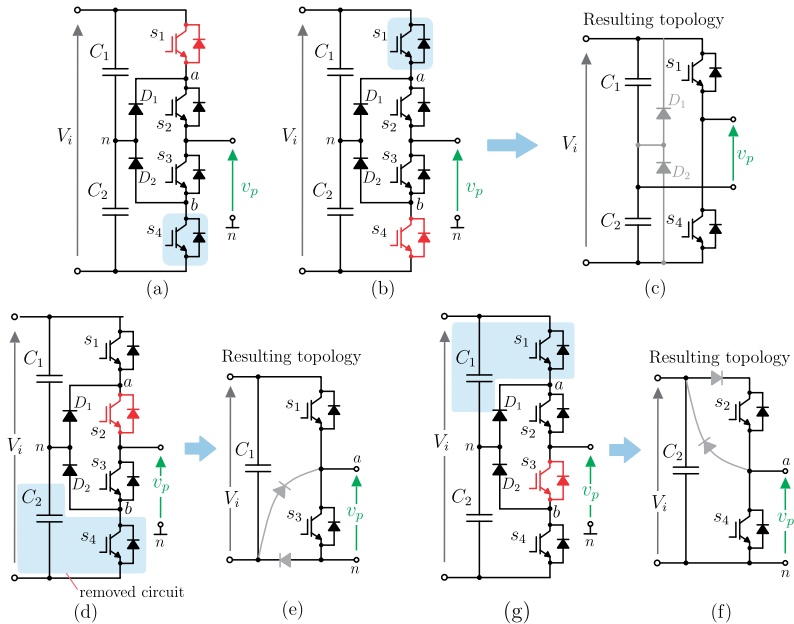 s1
C1
a
D1
s2
Vi
n
D2
s3
vp
C2
b
s4
n
(a)
s1
C1
a
D1
s2
Vi
n
D2
s3
vp
C2
b
s4
n
(b)
Resulting topology
s1
C1
D1
Vi
D2
vp
C2
s4
(c)
s1
C1
a
D1
s2
Vi
n
D2
s3
vp
C2
b
s4
n
removed circuit
(d)
Resulting topology
s1
C1
a
Vi
s3
vp
n
(e)
s1
C1
a
D1
s2
Vi
n
D2
s3
vp
C2
b
s4
n
(g)
Resulting topology
s2
C2
a
Vi
s4
vp
n
(f)